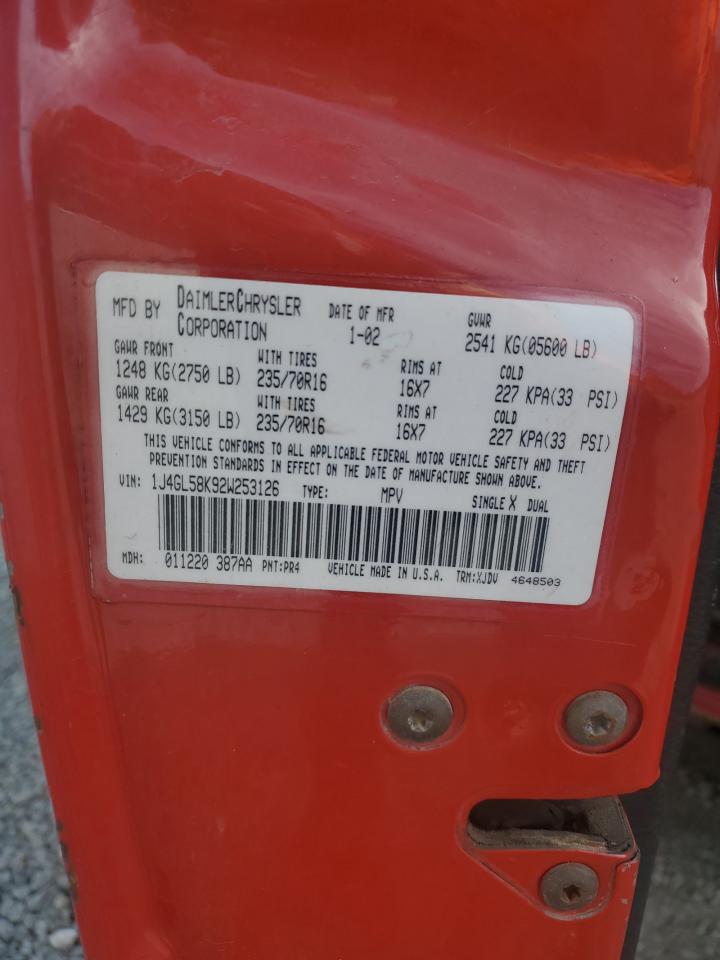 MFD BY DAIMLERCHRYSLER CORPORATION DATE OF MFR 1-02 GVWR 2541 KG(05600 LB)
GAWR FRONT WITH TIRES RIMS AT COLD
1248 KG(2750 LB) 235/70R16 16X7 227 KPA(33 PSI)
GAWR REAR WITH TIRES RIMS AT COLD
1429 KG(3150 LB) 235/70R16 16X7 227 KPA(33 PSI)
THIS VEHICLE CONFORMS TO ALL APPLICABLE FEDERAL MOTOR VEHICLE SAFETY AND THEFT
PREVENTION STANDARDS IN EFFECT ON THE DATE OF MANUFACTURE SHOWN ABOVE.
VIN: 1J4GL58K92W253126 TYPE: MPV SINGLE X DUAL
MDH: 011220 387AA PNT:PR4 VEHICLE MADE IN U.S.A. TRM:XJDV 4648503